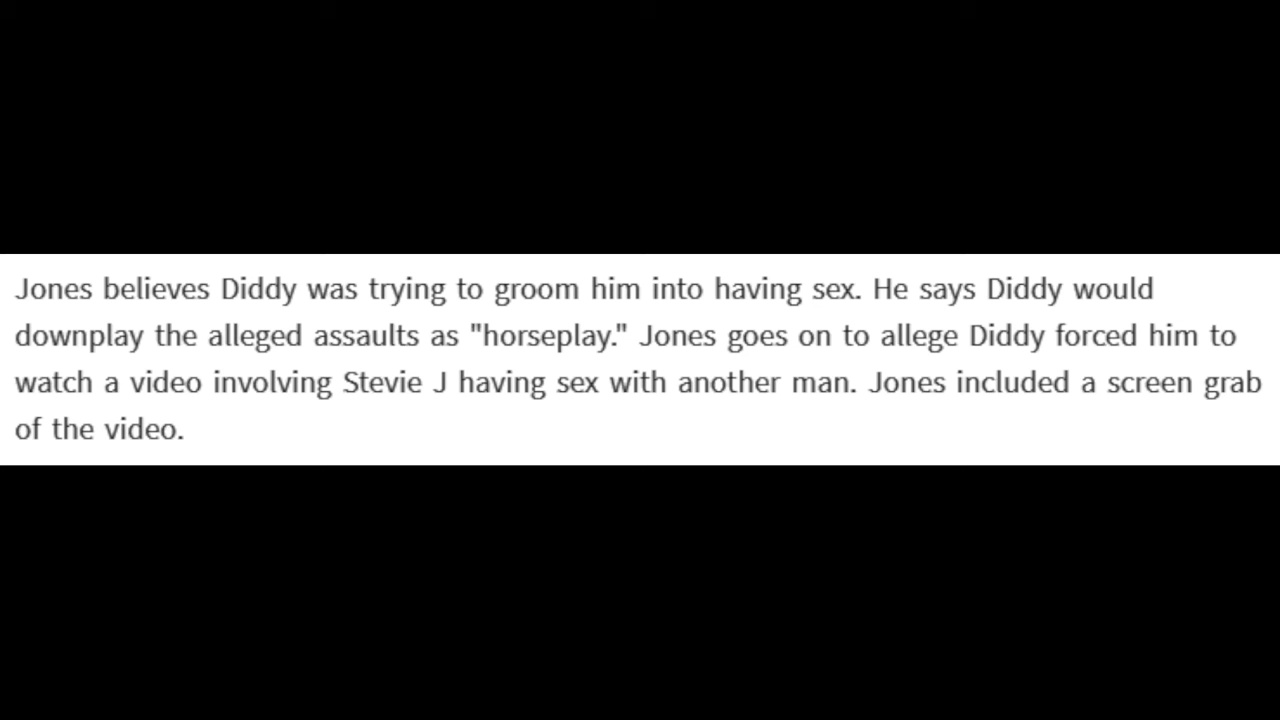 Jones believes Diddy was trying to groom him into having sex. He says Diddy would
downplay the alleged assaults as "horseplay." Jones goes on to allege Diddy forced him to
watch a video involving Stevie J having sex with another man. Jones included a screen grab
of the video.